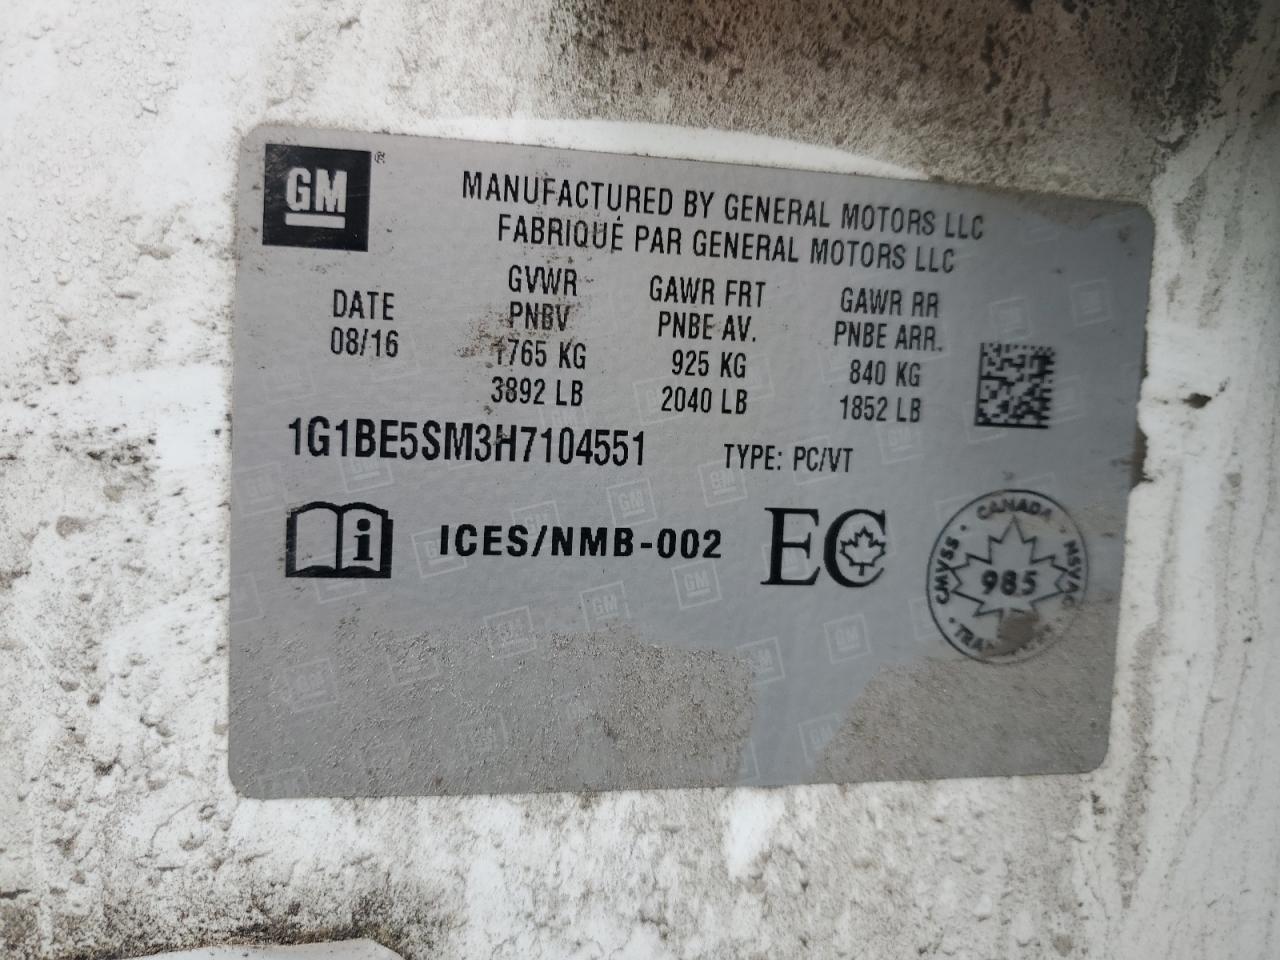 GM ®
MANUFACTURED BY GENERAL MOTORS LLC
FABRIQUÉ PAR GENERAL MOTORS LLC
DATE
08/16
GVWR
PNBV
1765 KG
3892 LB
GAWR FRT
PNBE AV.
925 KG
2040 LB
GAWR RR
PNBE ARR.
840 KG
1852 LB
1G1BE5SM3H7104551
TYPE: PC/VT
i
ICES/NMB-002
EC
CANADA
CMVSS · NSVAC
985